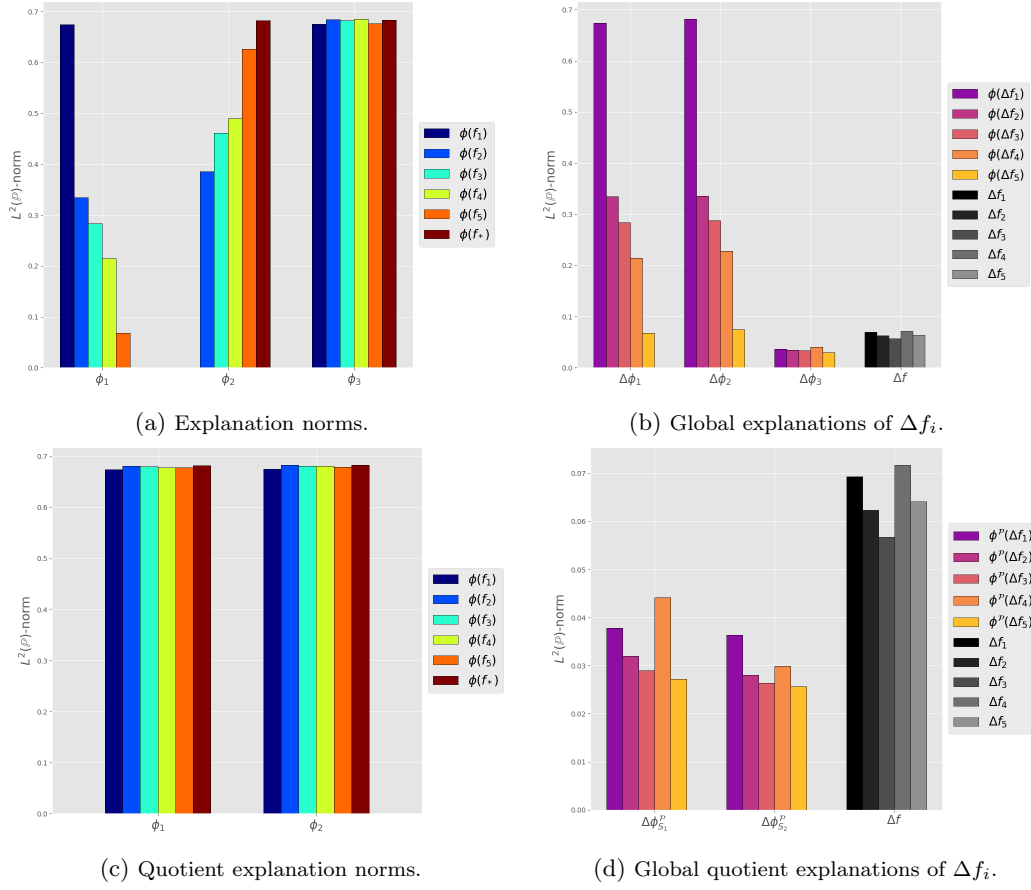 0.7
0.6
0.5
0.4
0.3
0.2
0.1
0.0
L²(ℙ)-norm
ϕ₁
ϕ₂
ϕ₃
ϕ(f₁)
ϕ(f₂)
ϕ(f₃)
ϕ(f₄)
ϕ(f₅)
ϕ(f*)
(a) Explanation norms.
0.7
0.6
0.5
0.4
0.3
0.2
0.1
0.0
L²(ℙ)-norm
Δϕ₁
Δϕ₂
Δϕ₃
Δf
ϕ(Δf₁)
ϕ(Δf₂)
ϕ(Δf₃)
ϕ(Δf₄)
ϕ(Δf₅)
Δf₁
Δf₂
Δf₃
Δf₄
Δf₅
(b) Global explanations of Δfᵢ.
0.7
0.6
0.5
0.4
0.3
0.2
0.1
0.0
L²(ℙ)-norm
ϕ₁
ϕ₂
ϕ(f₁)
ϕ(f₂)
ϕ(f₃)
ϕ(f₄)
ϕ(f₅)
ϕ(f*)
(c) Quotient explanation norms.
0.07
0.06
0.05
0.04
0.03
0.02
0.01
0.00
L²(ℙ)-norm
Δϕ^𝒫_S₁
Δϕ^𝒫_S₂
Δf
ϕ^𝒫(Δf₁)
ϕ^𝒫(Δf₂)
ϕ^𝒫(Δf₃)
ϕ^𝒫(Δf₄)
ϕ^𝒫(Δf₅)
Δf₁
Δf₂
Δf₃
Δf₄
Δf₅
(d) Global quotient explanations of Δfᵢ.